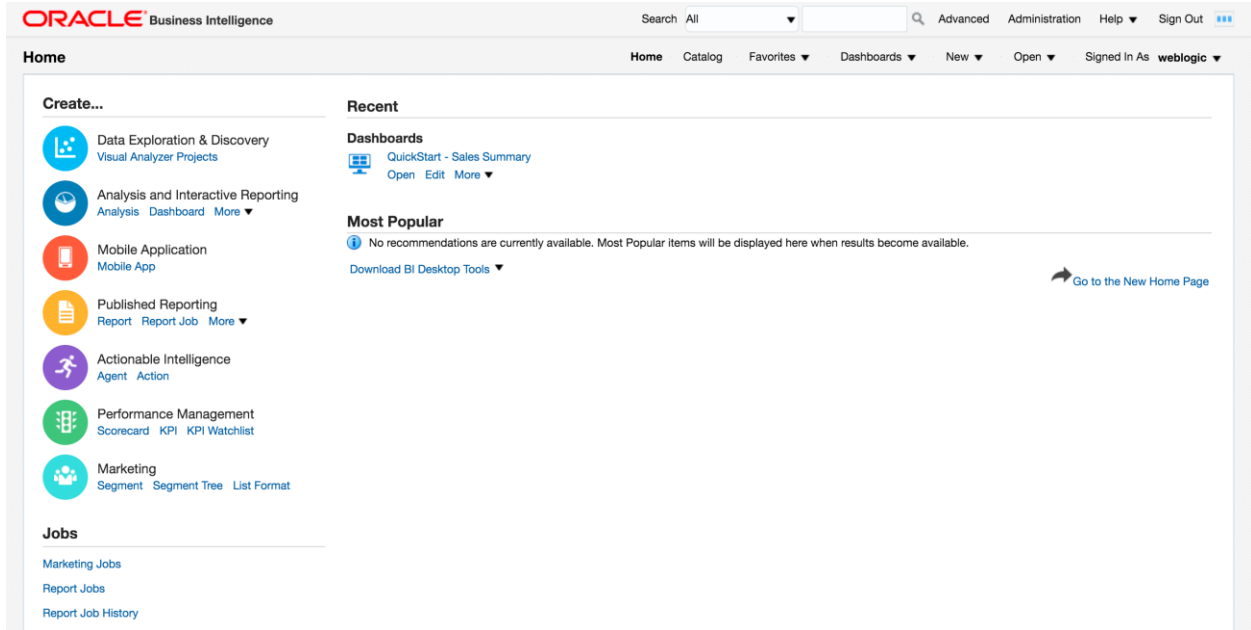 ORACLE Business Intelligence
Search All Advanced Administration Help Sign Out
Home
Home Catalog Favorites Dashboards New Open Signed In As weblogic
Create...
Data Exploration & Discovery
Visual Analyzer Projects
Analysis and Interactive Reporting
Analysis Dashboard More
Mobile Application
Mobile App
Published Reporting
Report Report Job More
Actionable Intelligence
Agent Action
Performance Management
Scorecard KPI KPI Watchlist
Marketing
Segment Segment Tree List Format
Jobs
Marketing Jobs
Report Jobs
Report Job History
Recent
Dashboards
QuickStart - Sales Summary
Open Edit More
Most Popular
No recommendations are currently available. Most Popular items will be displayed here when results become available.
Download BI Desktop Tools
Go to the New Home Page